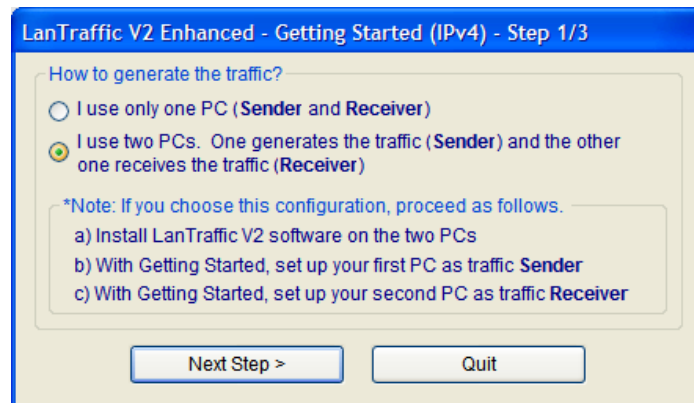 LanTraffic V2 Enhanced - Getting Started (IPv4) - Step 1/3
How to generate the traffic?
I use only one PC (Sender and Receiver)
I use two PCs. One generates the traffic (Sender) and the other
one receives the traffic (Receiver)
*Note: If you choose this configuration, proceed as follows.
a) Install LanTraffic V2 software on the two PCs
b) With Getting Started, set up your first PC as traffic Sender
c) With Getting Started, set up your second PC as traffic Receiver
Next Step >
Quit